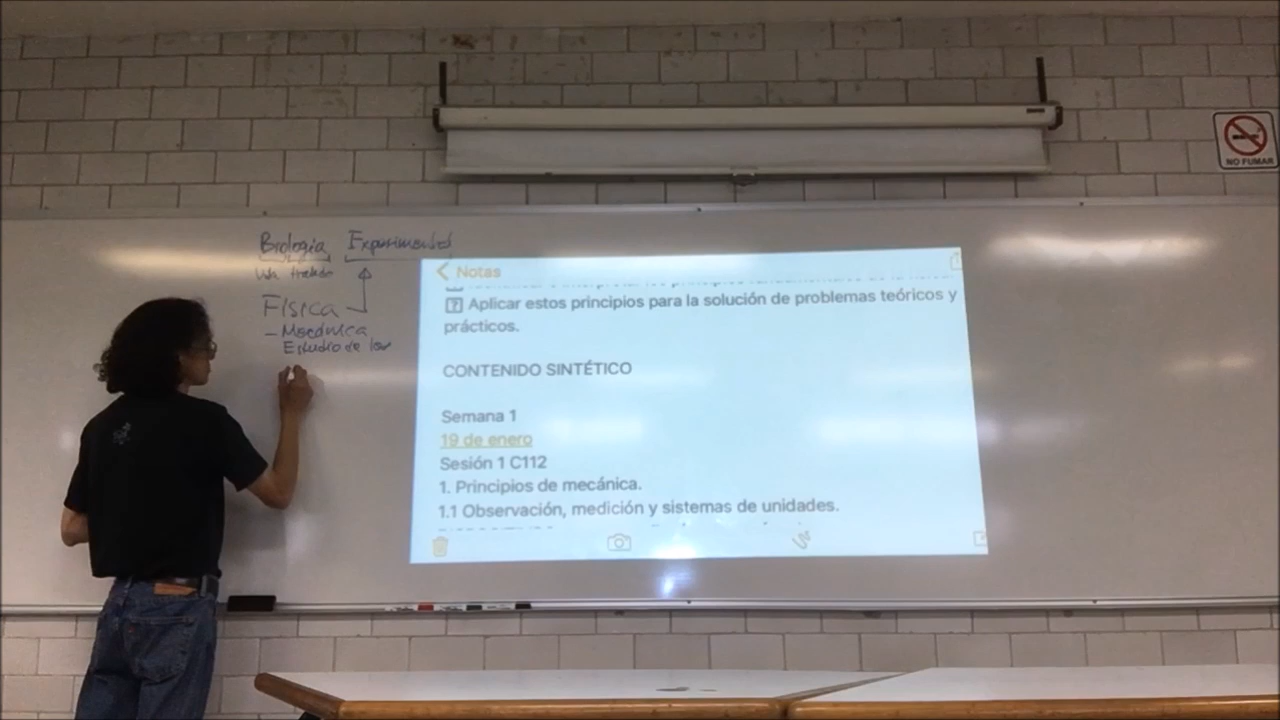 Biología Experimental
Física
- Mecánica
Estudio de los
Notas
? Aplicar estos principios para la solución de problemas teóricos y
prácticos.
CONTENIDO SINTÉTICO
Semana 1
19 de enero
Sesión 1 C112
1. Principios de mecánica.
1.1 Observación, medición y sistemas de unidades.
NO FUMAR